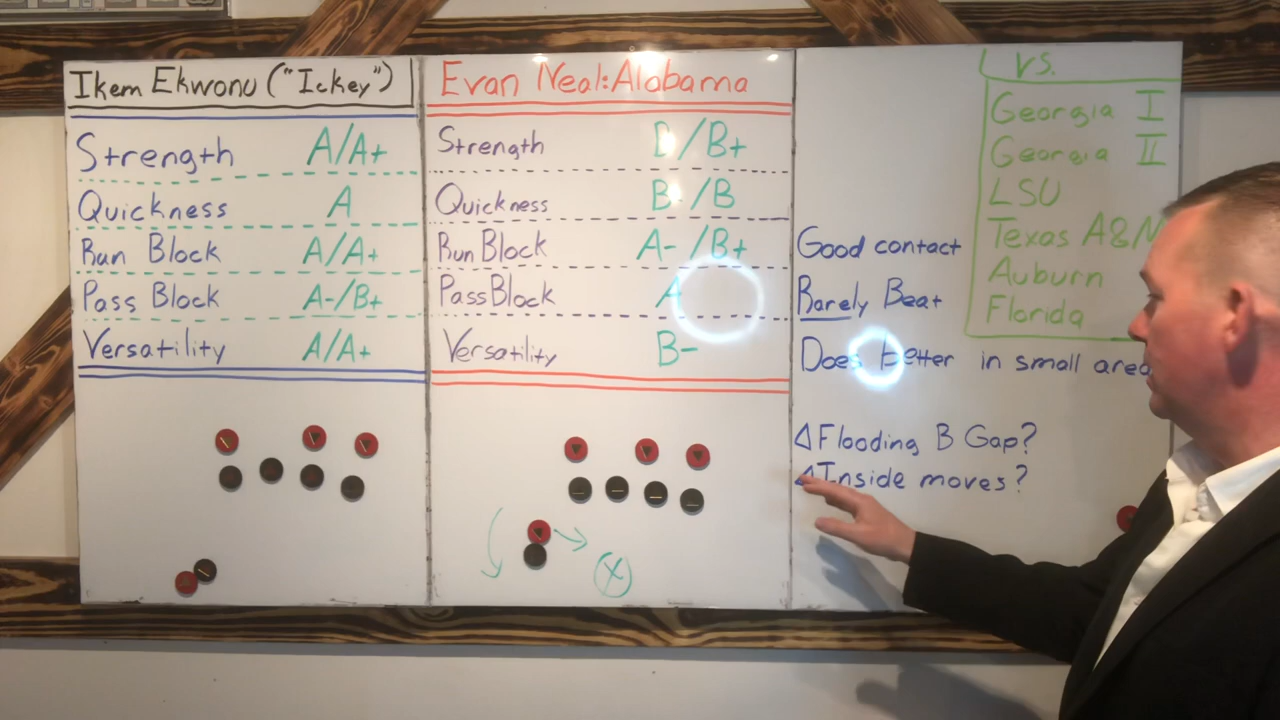 Ikem Ekwonu ("Ickey")
Strength A/A+
Quickness A
Run Block A/A+
Pass Block A-/B+
Versatility A/A+
Evan Neal: Alabama
Strength /B+
Quickness B-/B
Run Block A-/B+
Pass Block A
Versatility B-
X
Good contact
Barely Beat
Does better in small area
Flooding B Gap?
Inside moves?
vs.
Georgia I
Georgia II
LSU
Texas A&M
Auburn
Florida